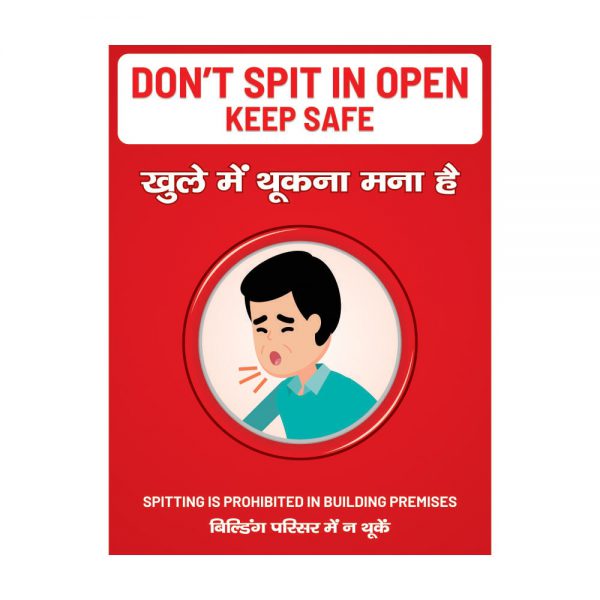 DON'T SPIT IN OPEN
KEEP SAFE
खुले में थूकना मना है
SPITTING IS PROHIBITED IN BUILDING PREMISES
बिल्डिंग परिसर में न थूकें